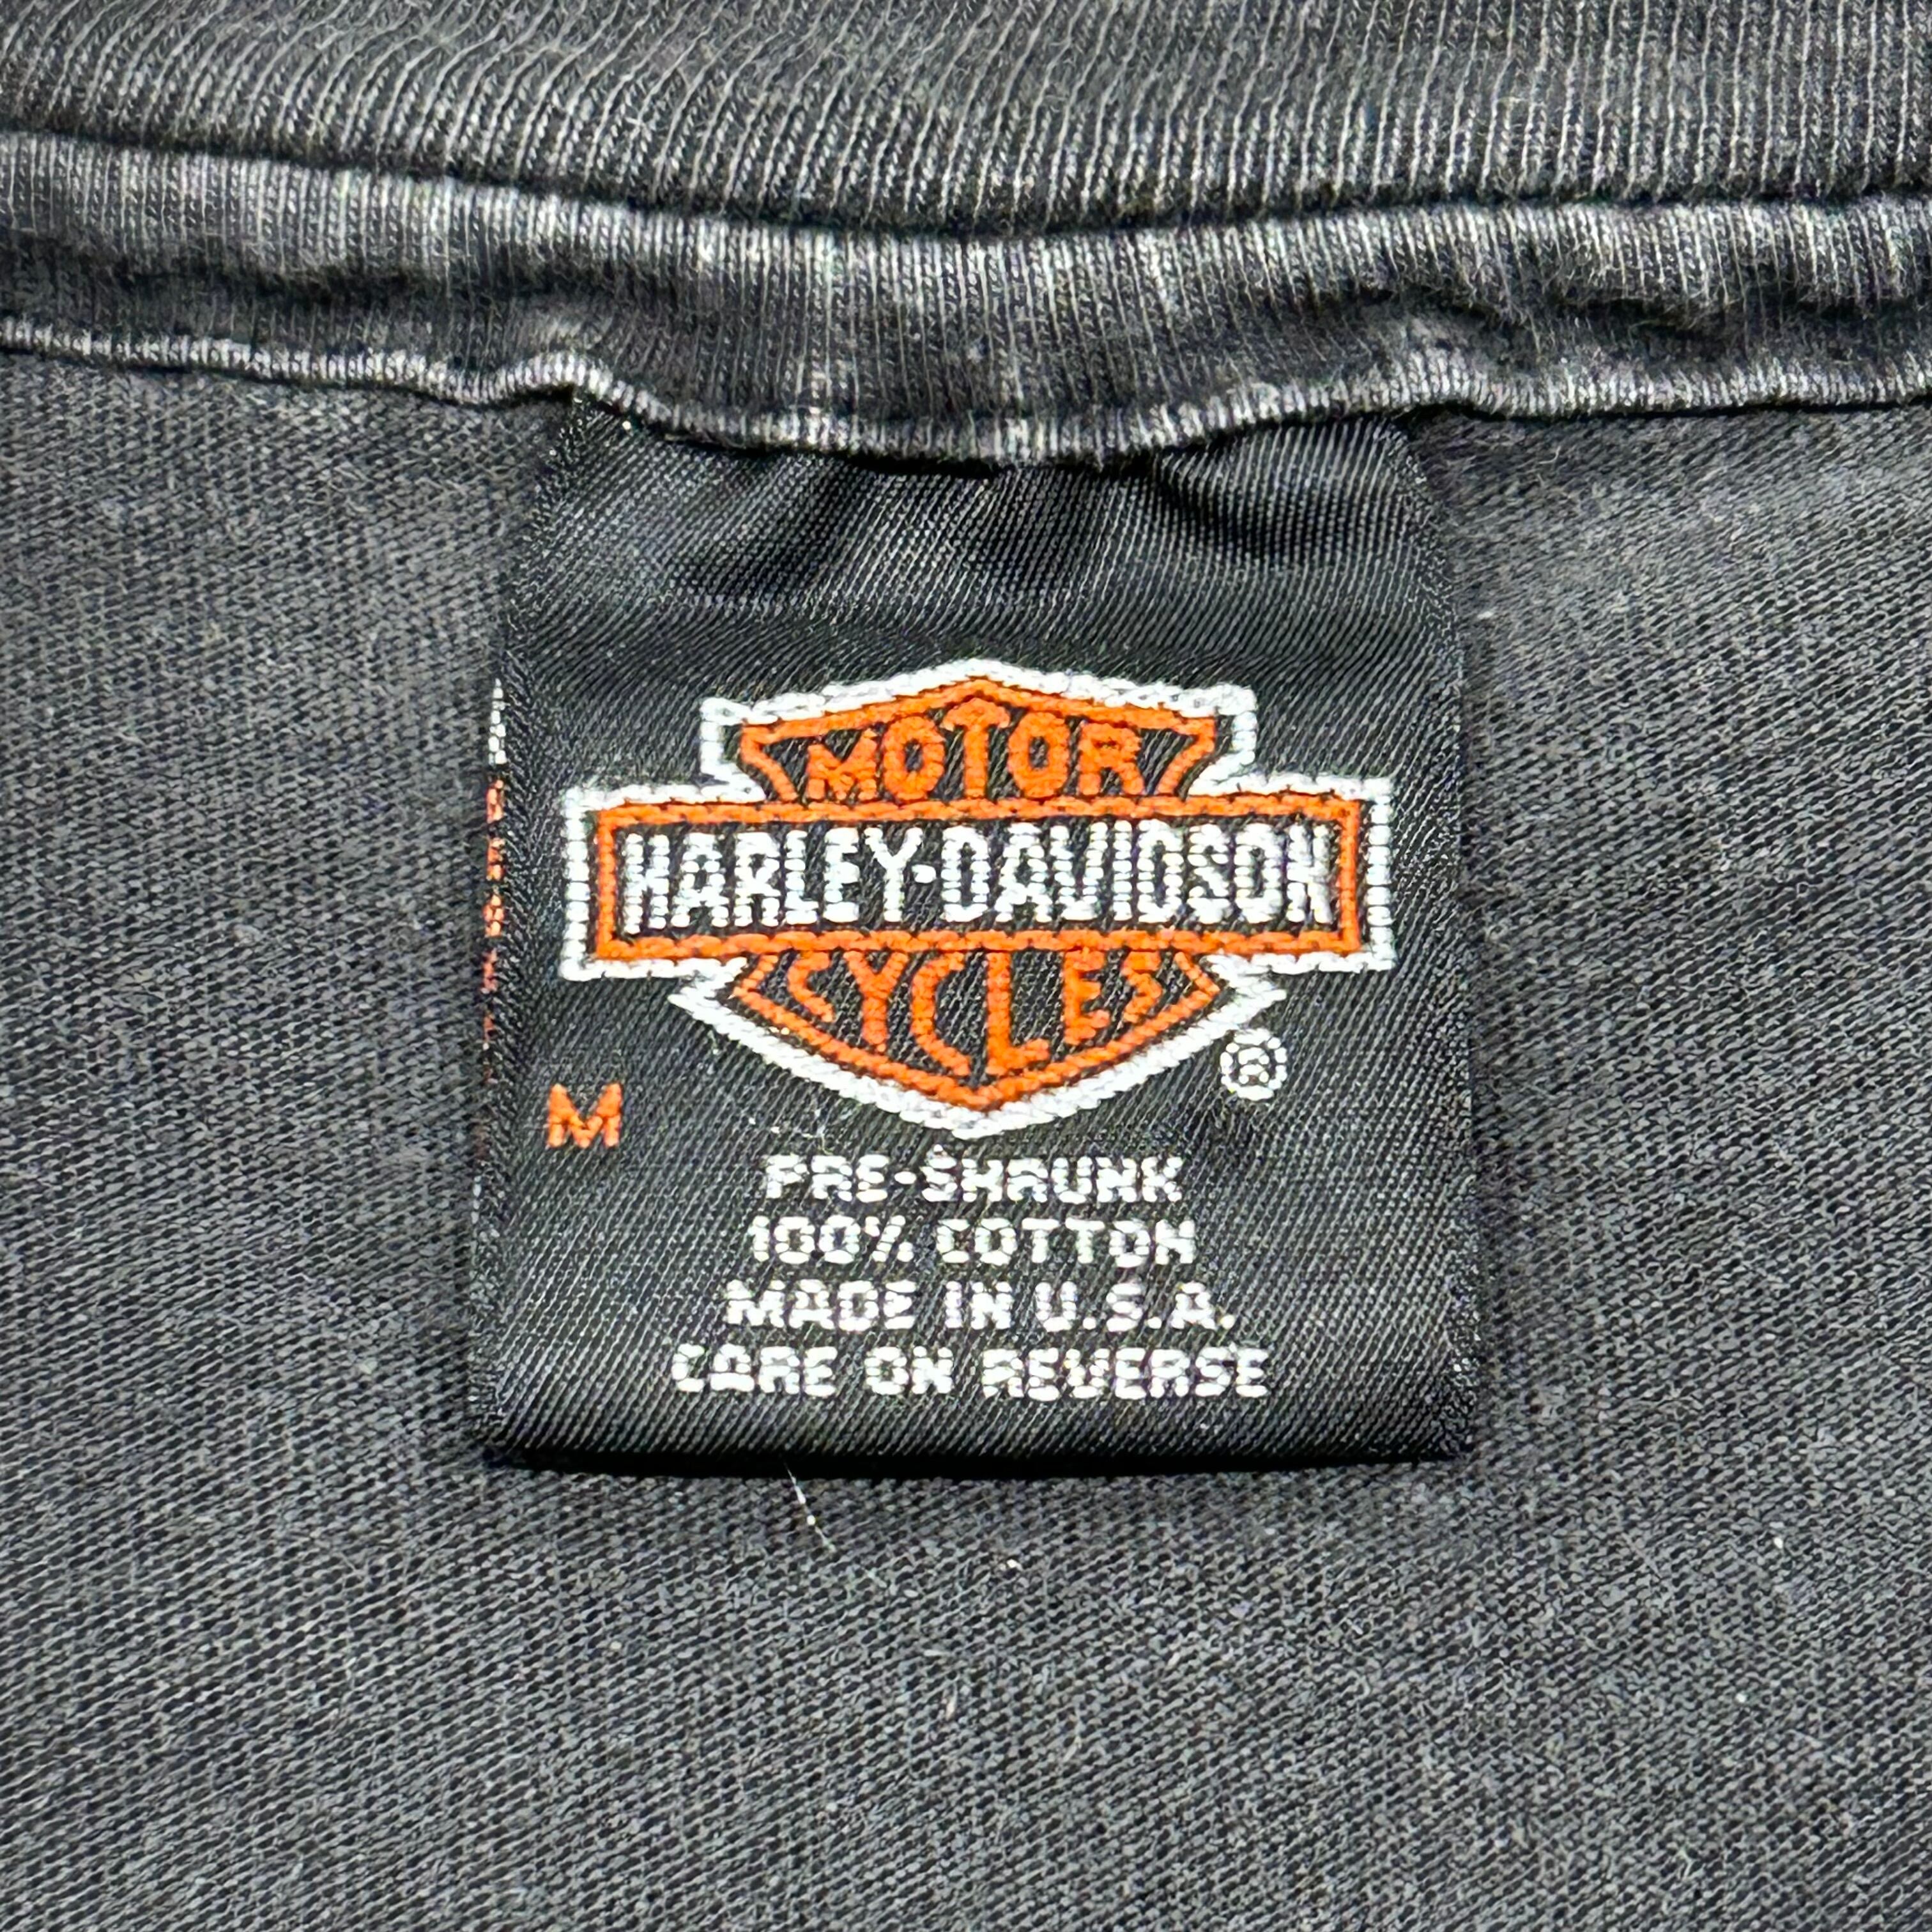 MOTOR
HARLEY-DAVIDSON
CYCLES
®
M
PRE-SHRUNK
100% COTTON
MADE IN U.S.A.
CARE ON REVERSE